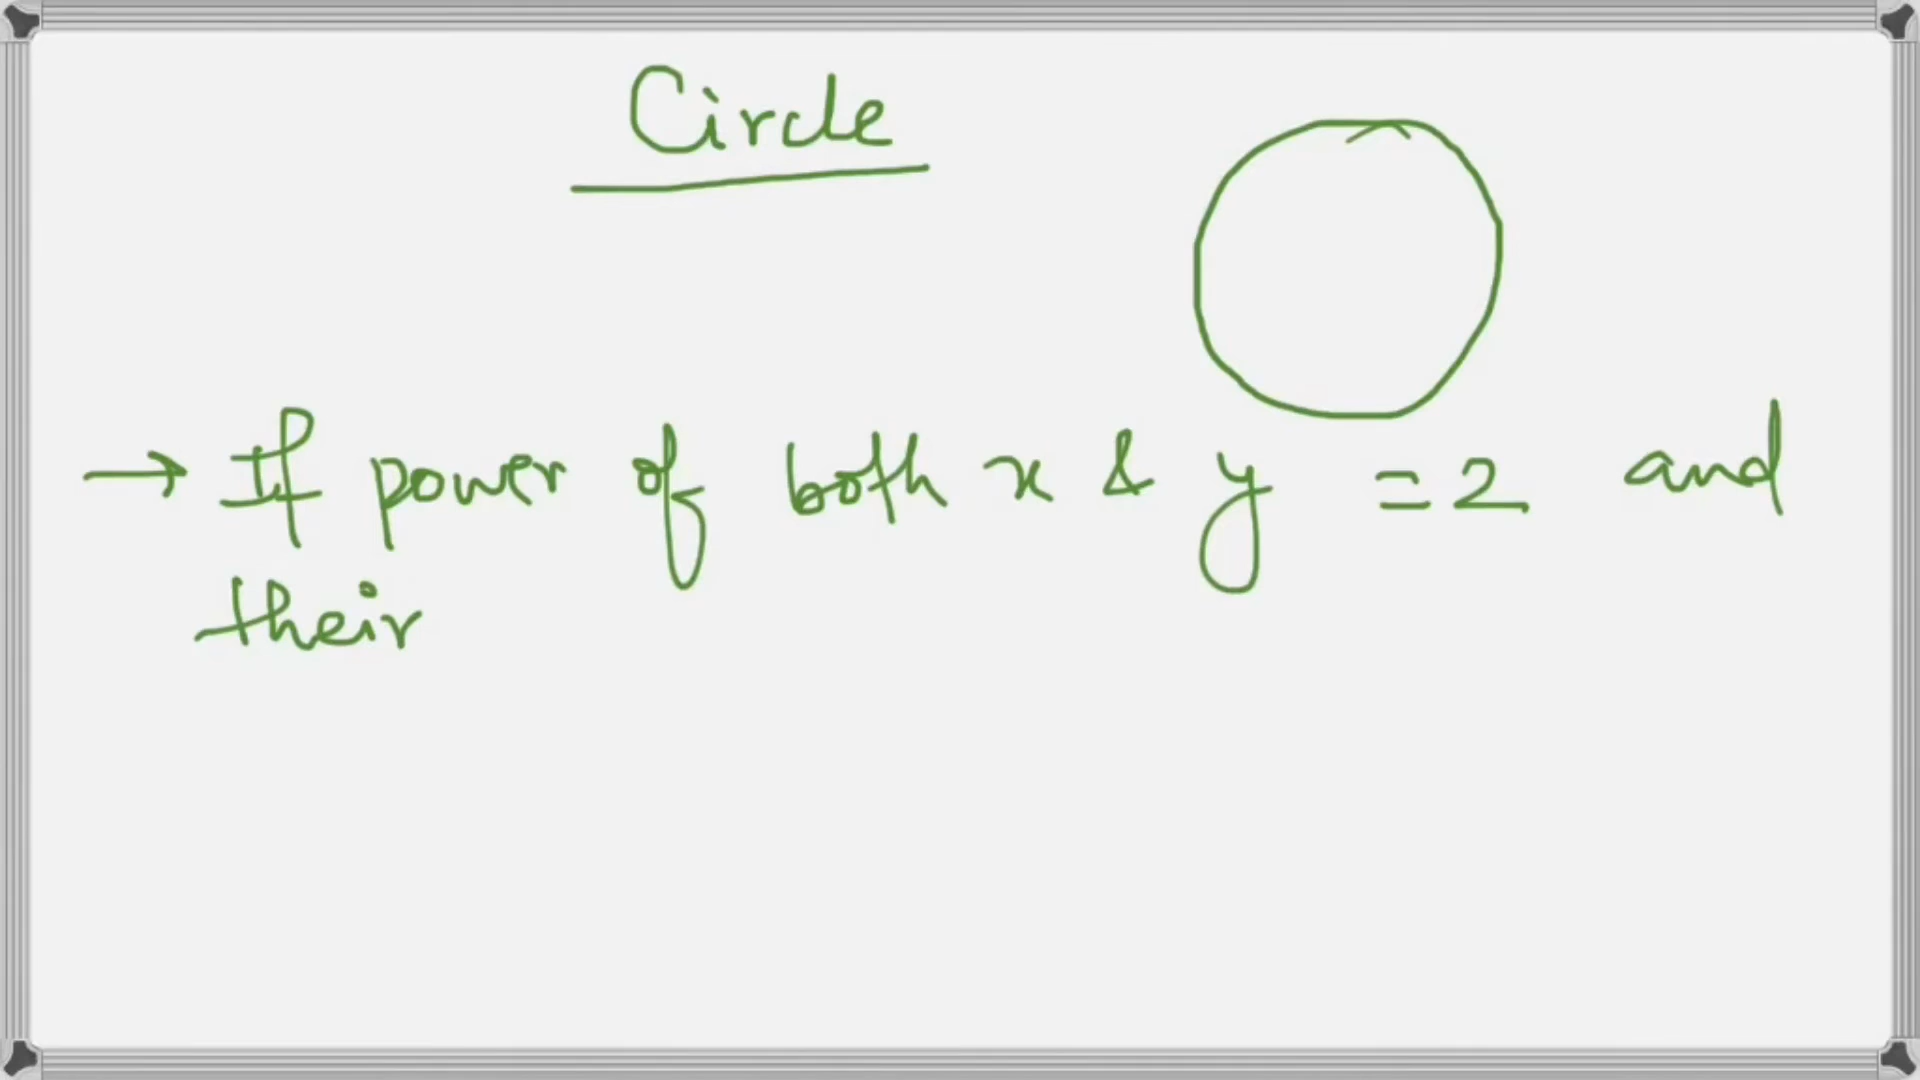 Circle
→ If power of both x & y = 2 and
their